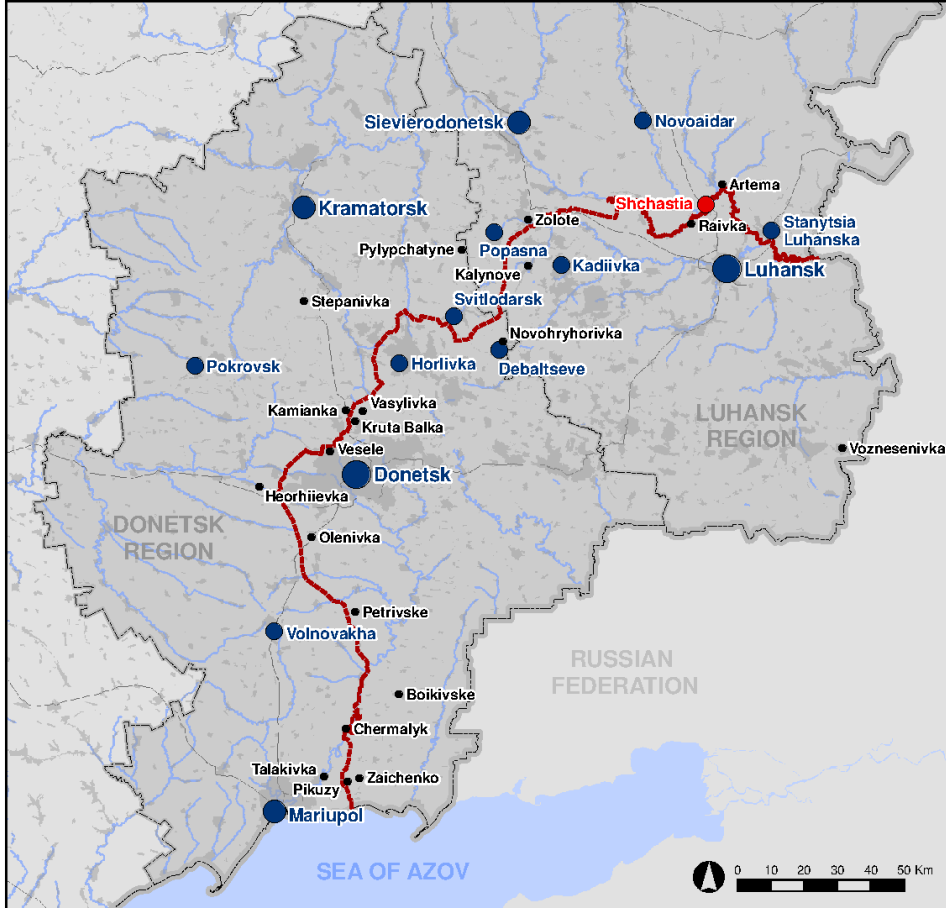 Sievierodonetsk
Novoaidar
Artema
Shchastia
Kramatorsk
Zolote
Raivka
Stanytsia
Luhanska
Popasna
Pylypchatyne
Kalynove
Kadiivka
Luhansk
Svitlodarsk
Stepanivka
Novohryhorivka
Debaltseve
Pokrovsk
Horlivka
Kamianka
Vasylivka
Kruta Balka
LUHANSK
REGION
Voznesenivka
Vesele
Donetsk
Heorhiievka
DONETSK
REGION
Olenivka
Petrivske
Volnovakha
RUSSIAN
FEDERATION
Boikivske
Chermalyk
Talakivka
Zaichenko
Pikuzy
Mariupol
SEA OF AZOV
0 10 20 30 40 50 Km